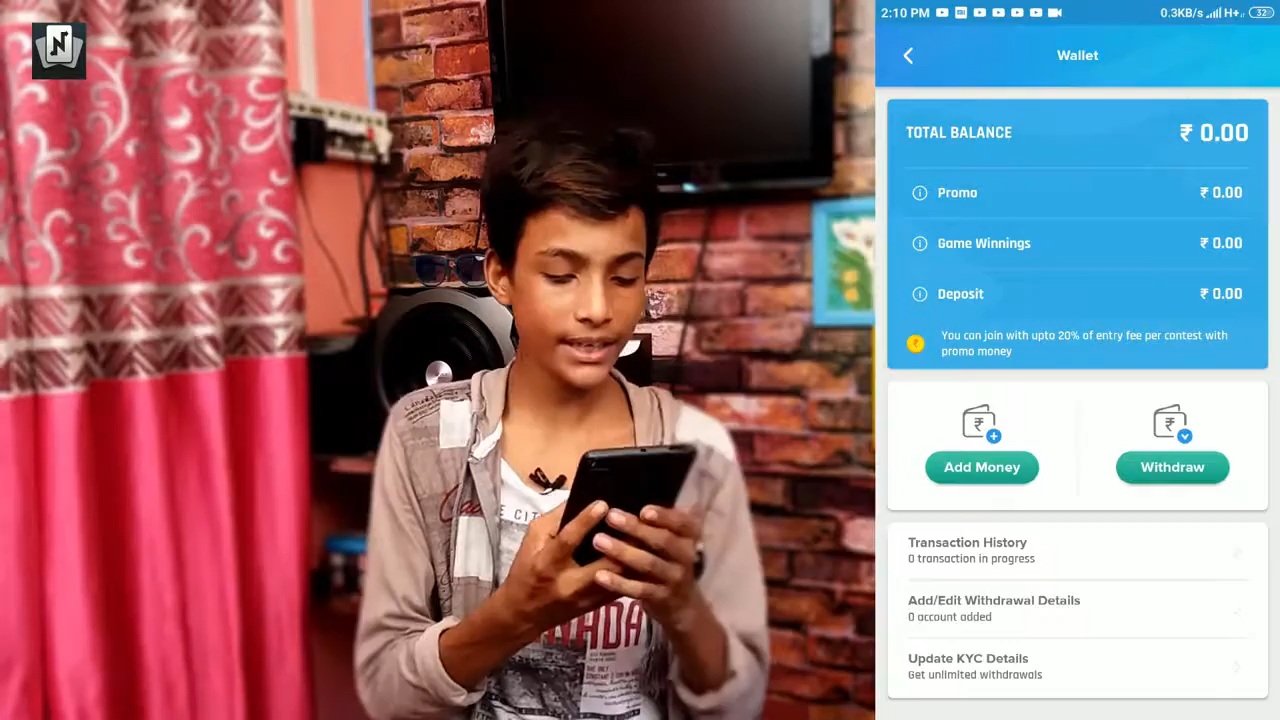 N
2:10 PM
0.3KB/s
H+
32
Wallet
TOTAL BALANCE
₹ 0.00
Promo
₹ 0.00
Game Winnings
₹ 0.00
Deposit
₹ 0.00
You can join with upto 20% of entry fee per contest with
promo money
Add Money
Withdraw
Transaction History
0 transaction in progress
Add/Edit Withdrawal Details
0 account added
Update KYC Details
Get unlimited withdrawals
E CIT
NADA